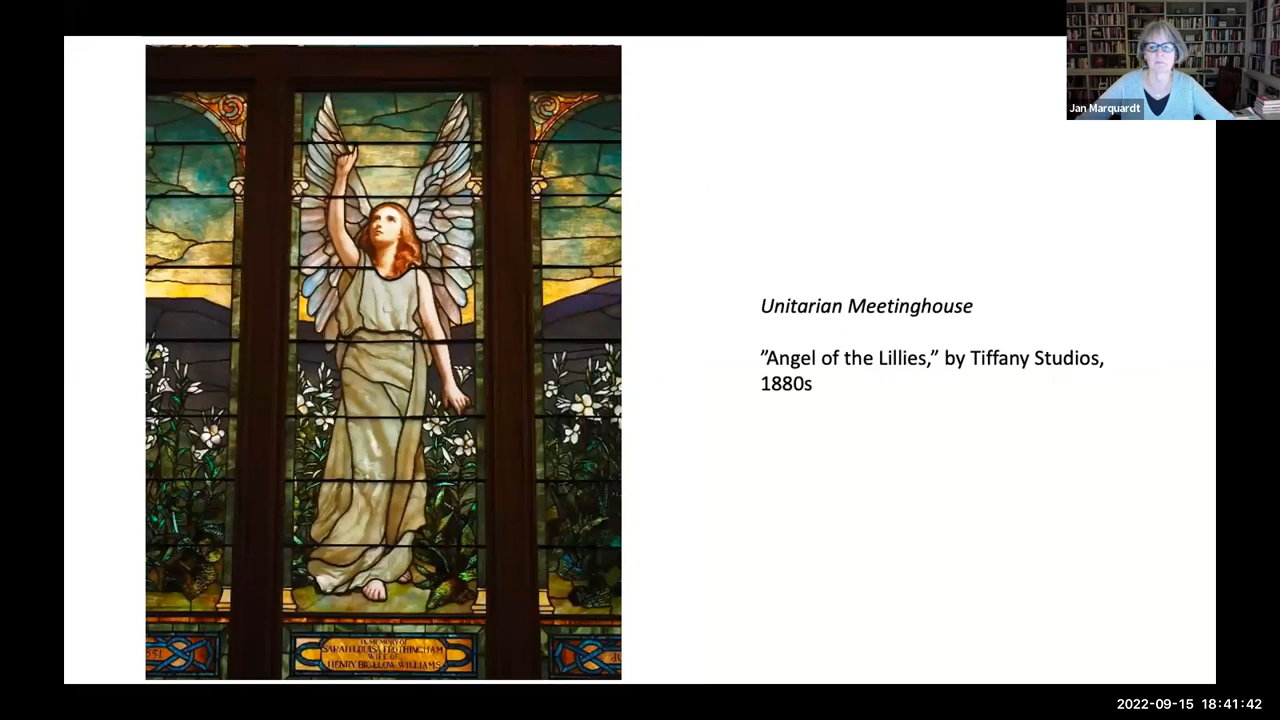 Jan Marquardt
Unitarian Meetinghouse
”Angel of the Lillies,” by Tiffany Studios,
1880s
IN MEMORY OF
SARAH LOUISA FROTHINGHAM
WIFE OF
HENRY BIGELOW WILLIAMS
2022-09-15 18:41:42